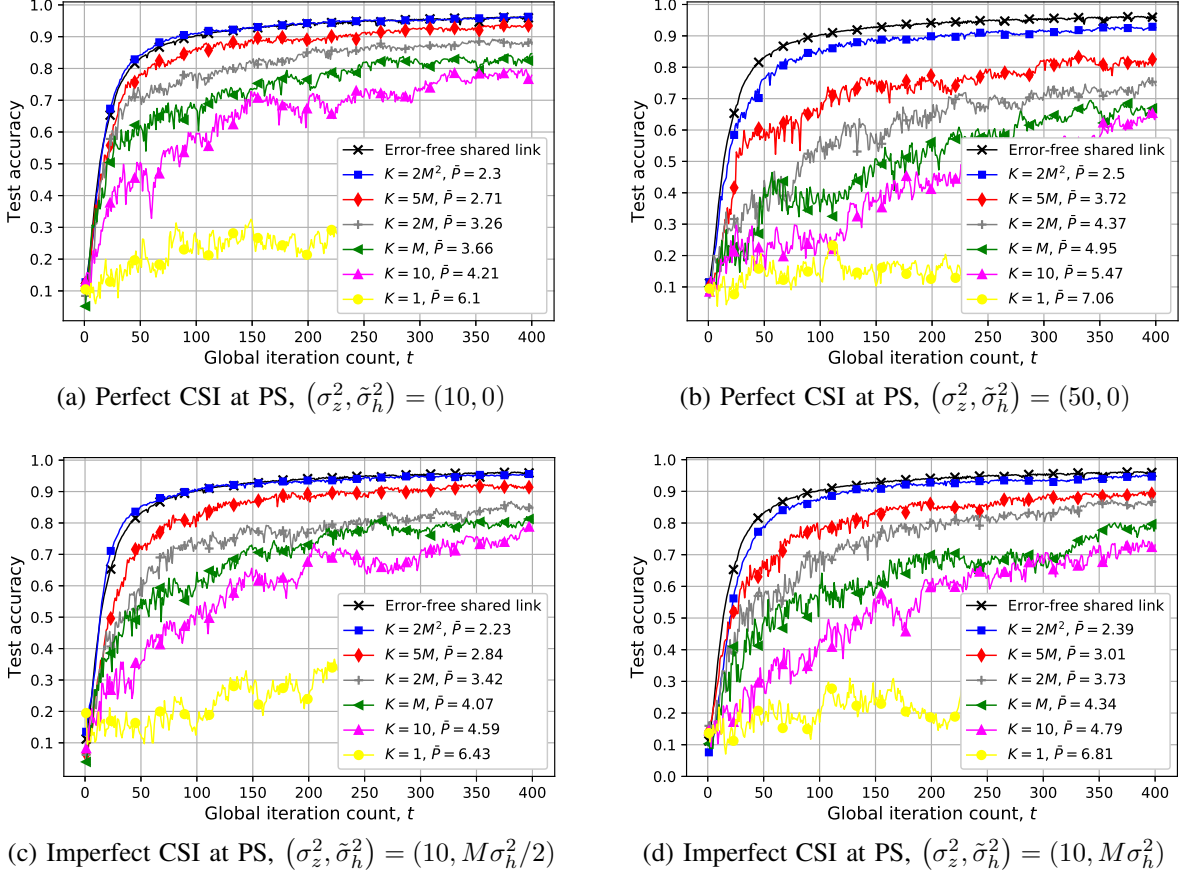 1.0
0.9
0.8
0.7
0.6
0.5
0.4
0.3
0.2
0.1
Test accuracy
0 50 100 150 200 250 300 350 400
Global iteration count, t
Error-free shared link
K = 2M², P̄ = 2.3
K = 5M, P̄ = 2.71
K = 2M, P̄ = 3.26
K = M, P̄ = 3.66
K = 10, P̄ = 4.21
K = 1, P̄ = 6.1
(a) Perfect CSI at PS, (σ_z², σ̃_h²) = (10, 0)
1.0
0.9
0.8
0.7
0.6
0.5
0.4
0.3
0.2
0.1
Test accuracy
0 50 100 150 200 250 300 350 400
Global iteration count, t
Error-free shared link
K = 2M², P̄ = 2.5
K = 5M, P̄ = 3.72
K = 2M, P̄ = 4.37
K = M, P̄ = 4.95
K = 10, P̄ = 5.47
K = 1, P̄ = 7.06
(b) Perfect CSI at PS, (σ_z², σ̃_h²) = (50, 0)
1.0
0.9
0.8
0.7
0.6
0.5
0.4
0.3
0.2
0.1
Test accuracy
0 50 100 150 200 250 300 350 400
Global iteration count, t
Error-free shared link
K = 2M², P̄ = 2.23
K = 5M, P̄ = 2.84
K = 2M, P̄ = 3.42
K = M, P̄ = 4.07
K = 10, P̄ = 4.59
K = 1, P̄ = 6.43
(c) Imperfect CSI at PS, (σ_z², σ̃_h²) = (10, Mσ_h²/2)
1.0
0.9
0.8
0.7
0.6
0.5
0.4
0.3
0.2
0.1
0.0
Test accuracy
0 50 100 150 200 250 300 350 400
Global iteration count, t
Error-free shared link
K = 2M², P̄ = 2.39
K = 5M, P̄ = 3.01
K = 2M, P̄ = 3.73
K = M, P̄ = 4.34
K = 10, P̄ = 4.79
K = 1, P̄ = 6.81
(d) Imperfect CSI at PS, (σ_z², σ̃_h²) = (10, Mσ_h²)